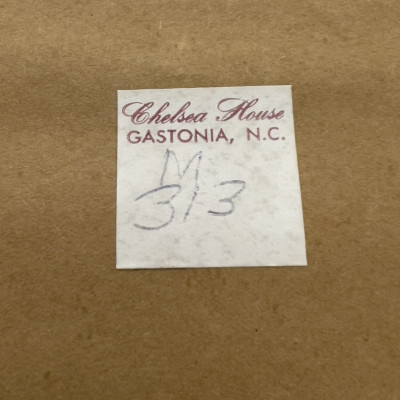 Chelsea House
GASTONIA, N.C.
M
313